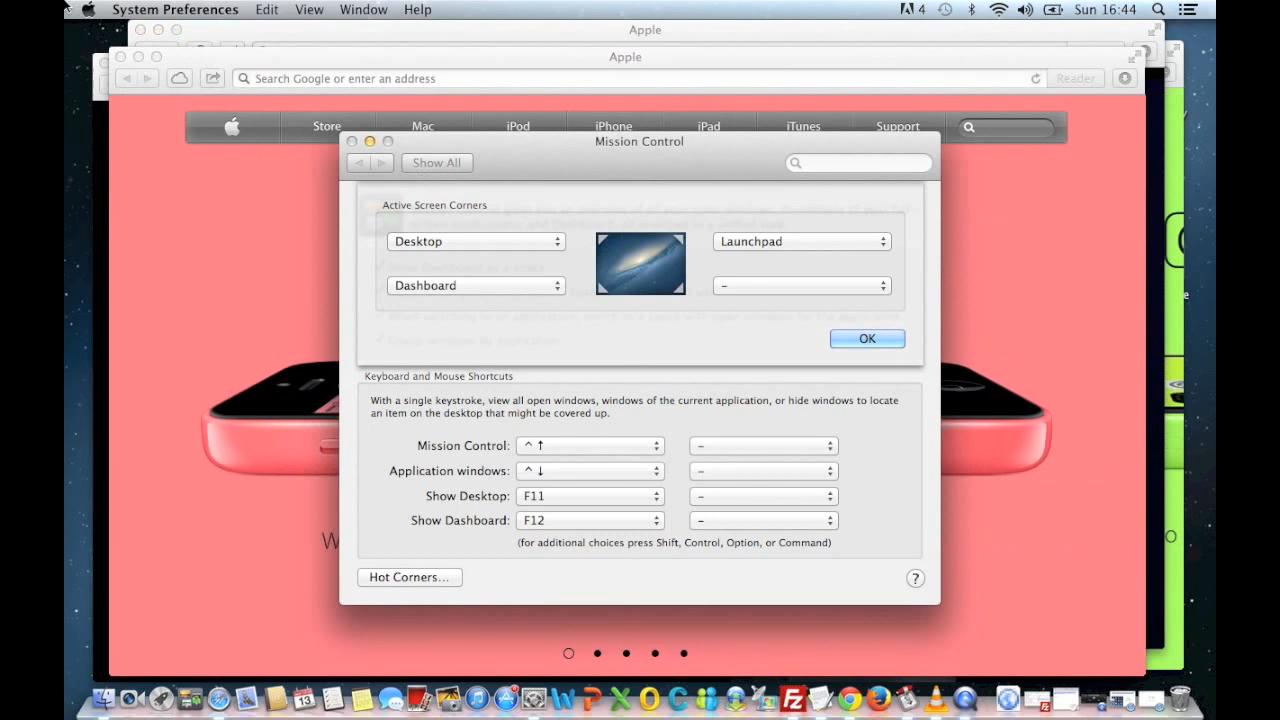 System Preferences Edit View Window Help 4 Sun 16:44
Apple
Apple
Search Google or enter an address Reader
Store Mac iPod iPhone iPad iTunes Support
Mission Control
Show All
Active Screen Corners
Desktop Launchpad
Dashboard –
OK
Keyboard and Mouse Shortcuts
With a single keystroke, view all open windows, windows of the current application, or hide windows to locate
an item on the desktop that might be covered up.
Mission Control: ^ ↑ –
Application windows: ^ ↓ –
Show Desktop: F11 –
Show Dashboard: F12 –
(for additional choices press Shift, Control, Option, or Command)
Hot Corners... ?